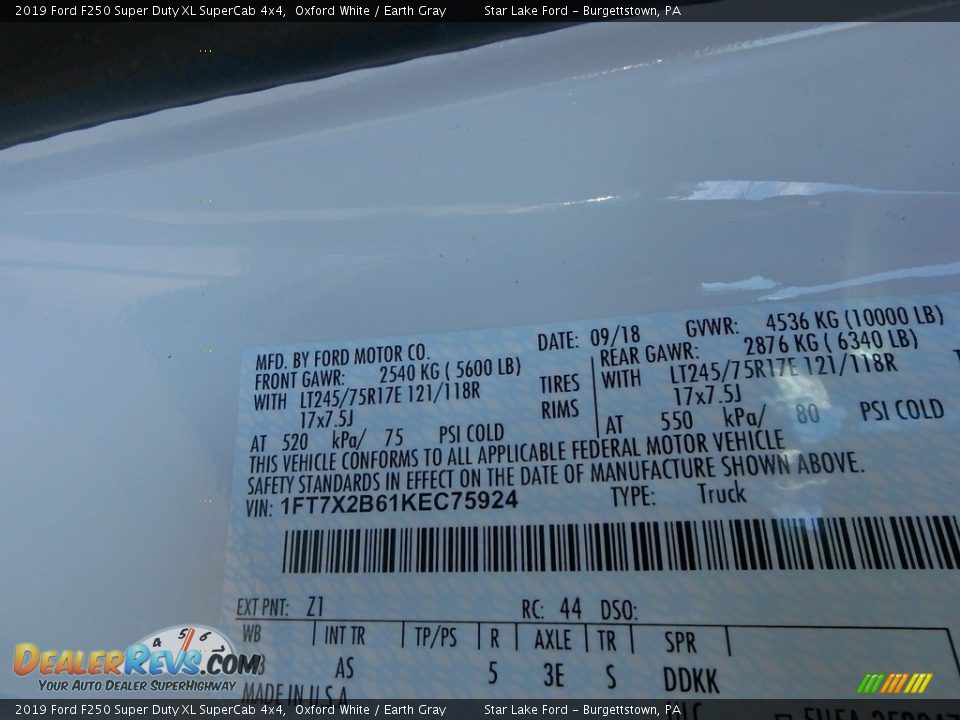 2019 Ford F250 Super Duty XL SuperCab 4x4, Oxford White / Earth Gray Star Lake Ford - Burgettstown, PA
MFD. BY FORD MOTOR CO. DATE: 09/18 GVWR: 4536 KG (10000 LB)
FRONT GAWR: 2540 KG ( 5600 LB) REAR GAWR: 2876 KG ( 6340 LB)
WITH LT245/75R17E 121/118R TIRES WITH LT245/75R17E 121/118R
17x7.5J RIMS 17x7.5J
AT 520 kPa/ 75 PSI COLD AT 550 kPa/ 80 PSI COLD
THIS VEHICLE CONFORMS TO ALL APPLICABLE FEDERAL MOTOR VEHICLE
SAFETY STANDARDS IN EFFECT ON THE DATE OF MANUFACTURE SHOWN ABOVE.
VIN: 1FT7X2B61KEC75924 TYPE: Truck
EXT PNT: Z1 RC: 44 DSO:
WB INT TR TP/PS R AXLE TR SPR
AS 5 3E S DDKK
MADE IN U.S.A
4 5 6
DealerRevs.com
Your Auto Dealer SuperHighway
2019 Ford F250 Super Duty XL SuperCab 4x4, Oxford White / Earth Gray Star Lake Ford - Burgettstown, PA